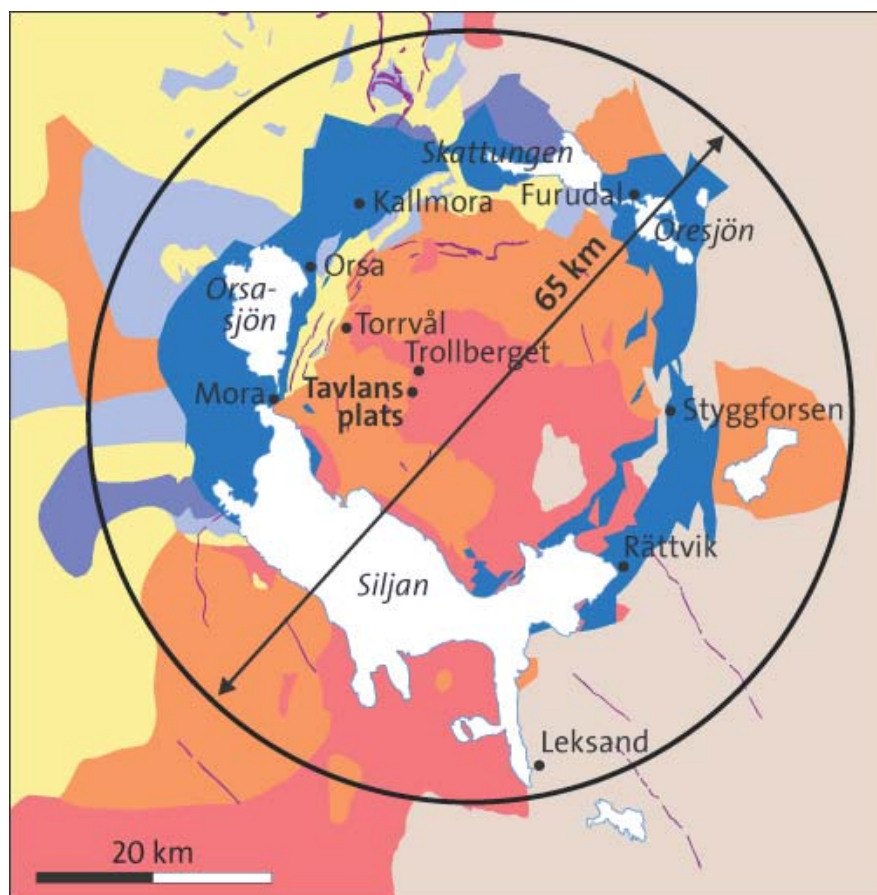 Skattungen
Furudal
Kallmora
Oresjön
Orsa
Orsa-
sjön
65 km
Torrvål
Trollberget
Mora
Tavlans
plats
Styggforsen
Rättvik
Siljan
Leksand
20 km